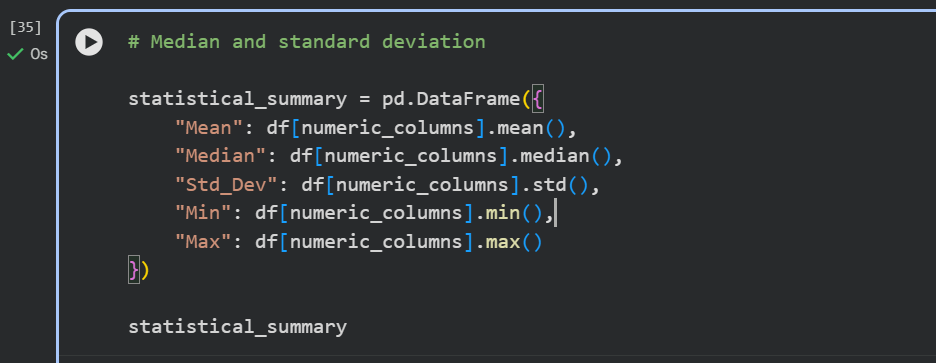 [35]
0s
# Median and standard deviation
statistical_summary = pd.DataFrame({
    "Mean": df[numeric_columns].mean(),
    "Median": df[numeric_columns].median(),
    "Std_Dev": df[numeric_columns].std(),
    "Min": df[numeric_columns].min(),
    "Max": df[numeric_columns].max()
})
statistical_summary